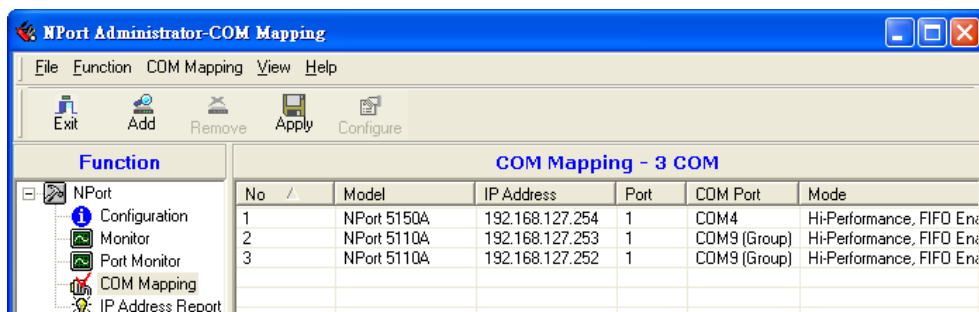 NPort Administrator-COM Mapping
File Function COM Mapping View Help
Exit Add Remove Apply Configure
Function
COM Mapping - 3 COM
NPort
Configuration
Monitor
Port Monitor
COM Mapping
IP Address Report
No Model IP Address Port COM Port Mode
1 NPort 5150A 192.168.127.254 1 COM4 Hi-Performance, FIFO Ena
2 NPort 5110A 192.168.127.253 1 COM9 (Group) Hi-Performance, FIFO Ena
3 NPort 5110A 192.168.127.252 1 COM9 (Group) Hi-Performance, FIFO Ena